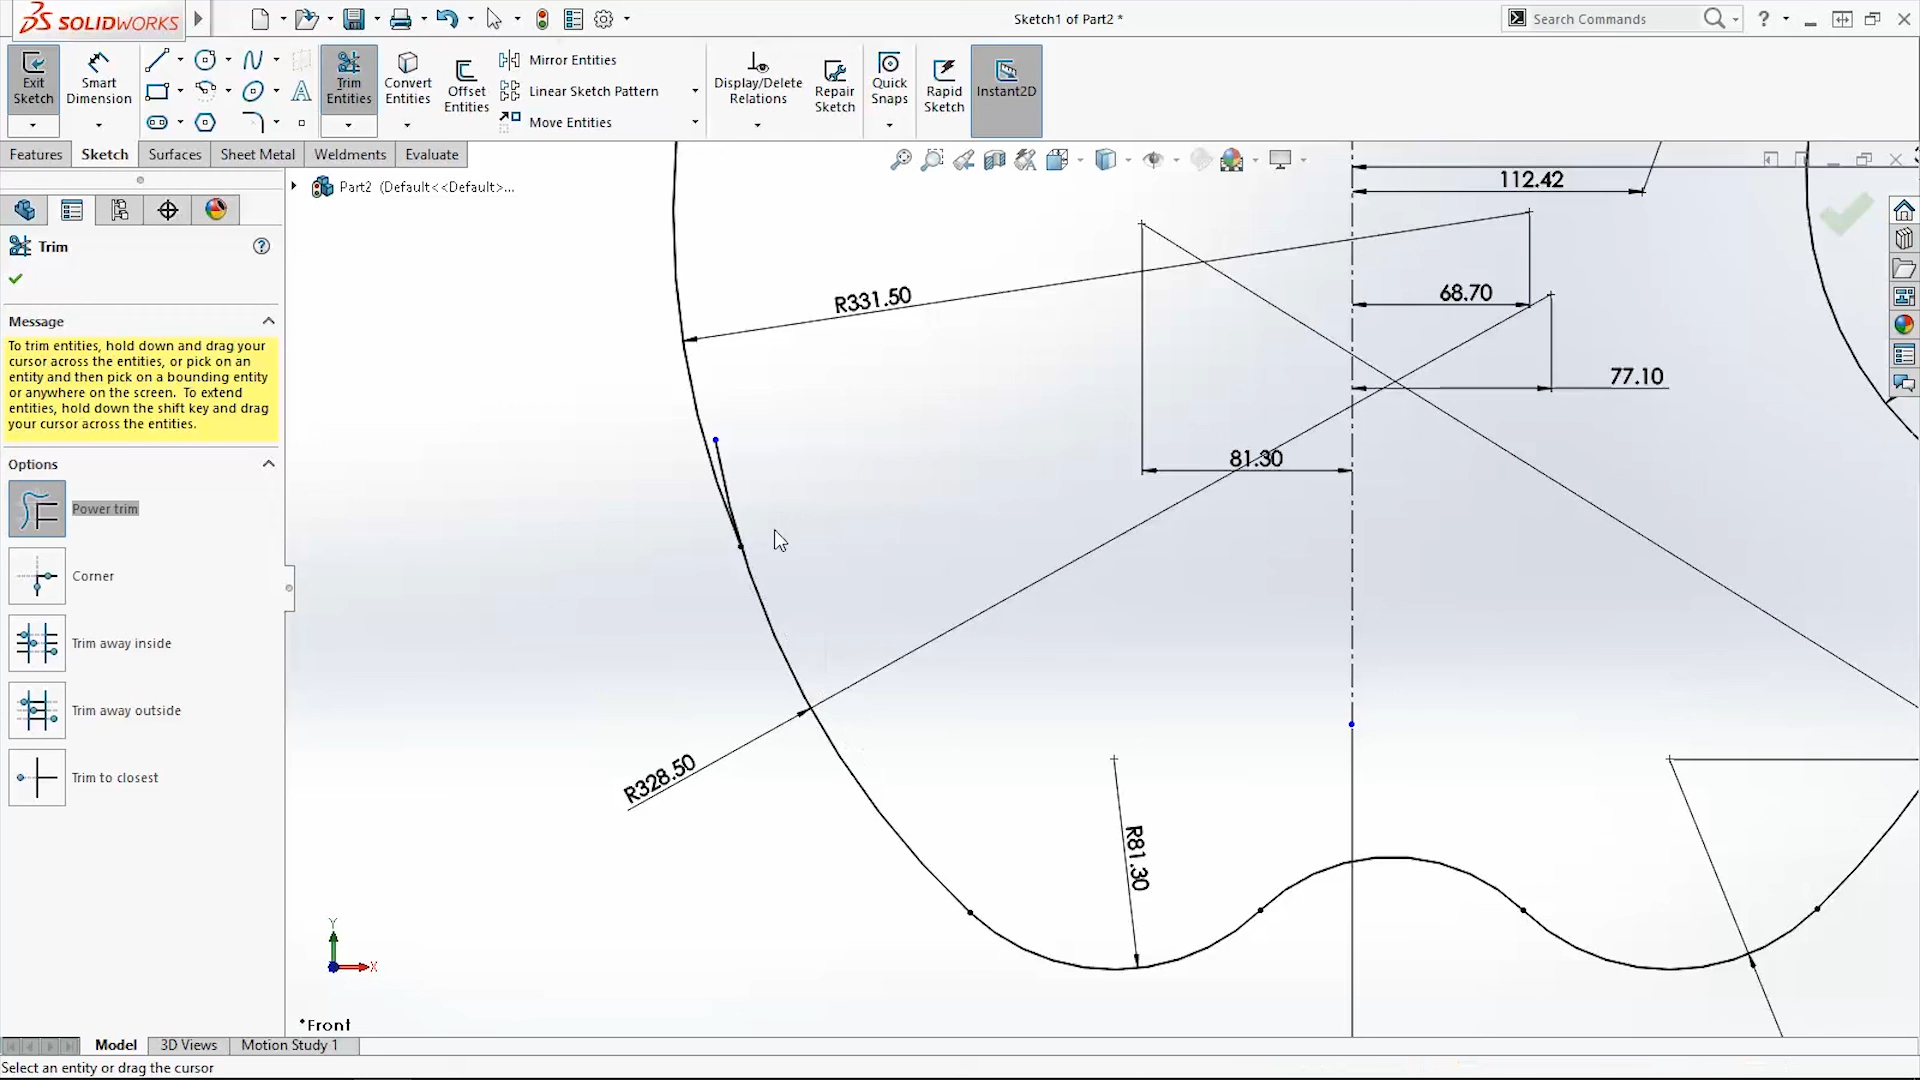 SOLIDWORKS
Sketch1 of Part2 *
Search Commands
?
Exit Sketch
Smart Dimension
Trim Entities
Convert Entities
Offset Entities
Mirror Entities
Linear Sketch Pattern
Move Entities
Display/Delete Relations
Repair Sketch
Quick Snaps
Rapid Sketch
Instant2D
Features
Sketch
Surfaces
Sheet Metal
Weldments
Evaluate
Part2 (Default<<Default>...
Trim
?
Message
To trim entities, hold down and drag your
cursor across the entities, or pick on an
entity and then pick on a bounding entity
or anywhere on the screen. To extend
entities, hold down the shift key and drag
your cursor across the entities.
Options
Power trim
Corner
Trim away inside
Trim away outside
Trim to closest
112.42
R331.50
68.70
77.10
81.30
R328.50
R81.30
Y
X
*Front
Model
3D Views
Motion Study 1
Select an entity or drag the cursor